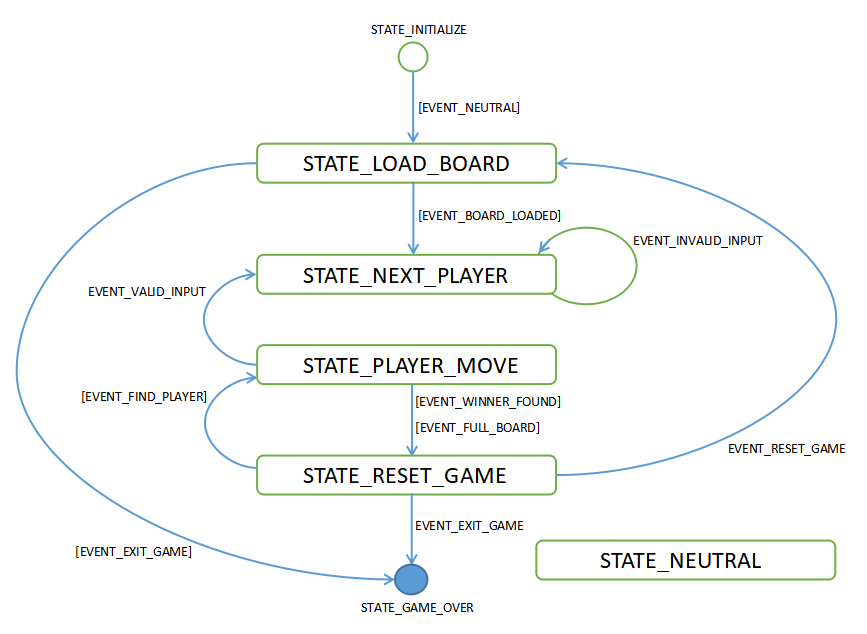 STATE_INITIALIZE
[EVENT_NEUTRAL]
STATE_LOAD_BOARD
[EVENT_BOARD_LOADED]
EVENT_INVALID_INPUT
STATE_NEXT_PLAYER
EVENT_VALID_INPUT
STATE_PLAYER_MOVE
[EVENT_FIND_PLAYER]
[EVENT_WINNER_FOUND]
[EVENT_FULL_BOARD]
EVENT_RESET_GAME
STATE_RESET_GAME
EVENT_EXIT_GAME
[EVENT_EXIT_GAME]
STATE_NEUTRAL
STATE_GAME_OVER